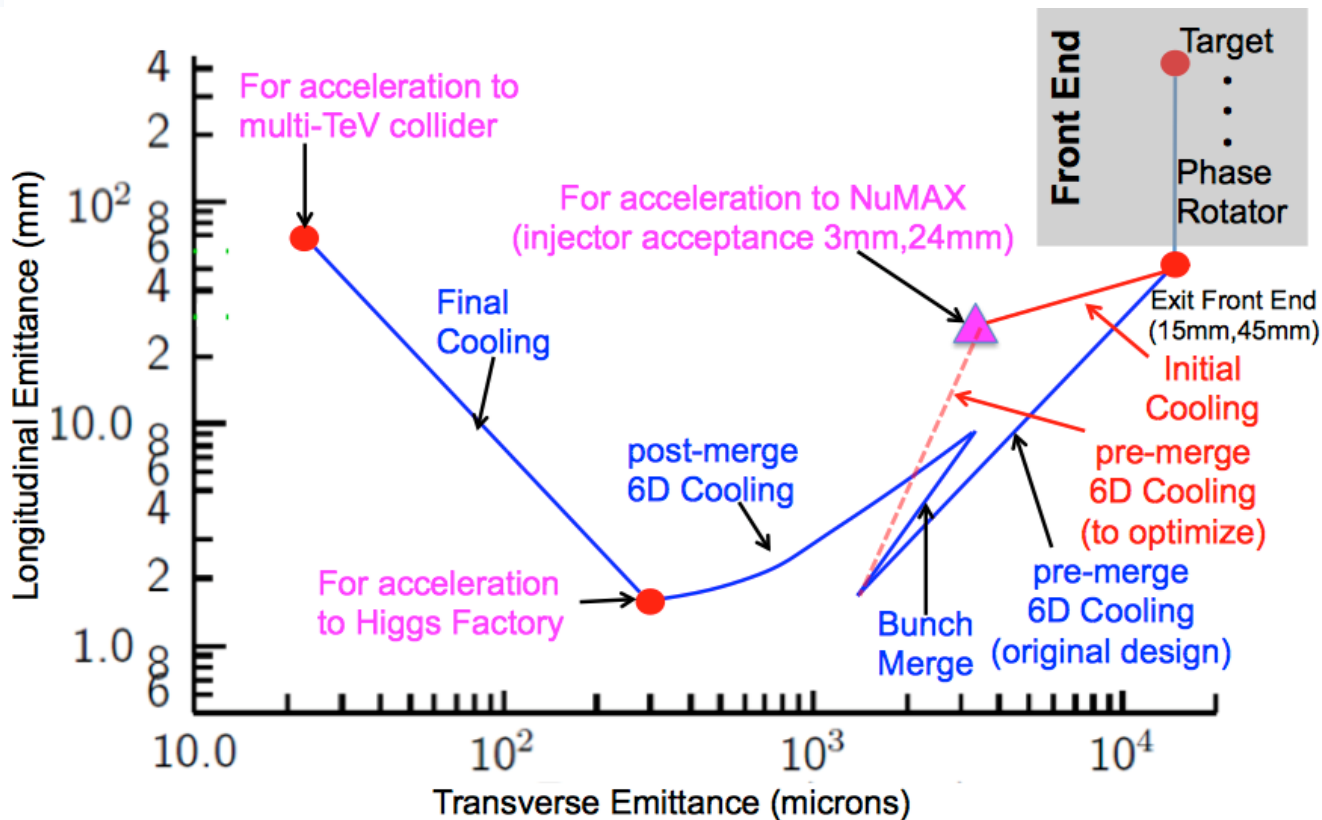 Front End
Target
Phase
Rotator
For acceleration to
multi-TeV collider
For acceleration to NuMAX
(injector acceptance 3mm,24mm)
Exit Front End
(15mm,45mm)
Initial
Cooling
Final
Cooling
pre-merge
6D Cooling
(to optimize)
post-merge
6D Cooling
For acceleration
to Higgs Factory
Bunch
Merge
pre-merge
6D Cooling
(original design)
Longitudinal Emittance (mm)
4
2
10²
8
6
4
2
10.0
8
6
4
2
1.0
8
6
10.0
10²
10³
10⁴
Transverse Emittance (microns)